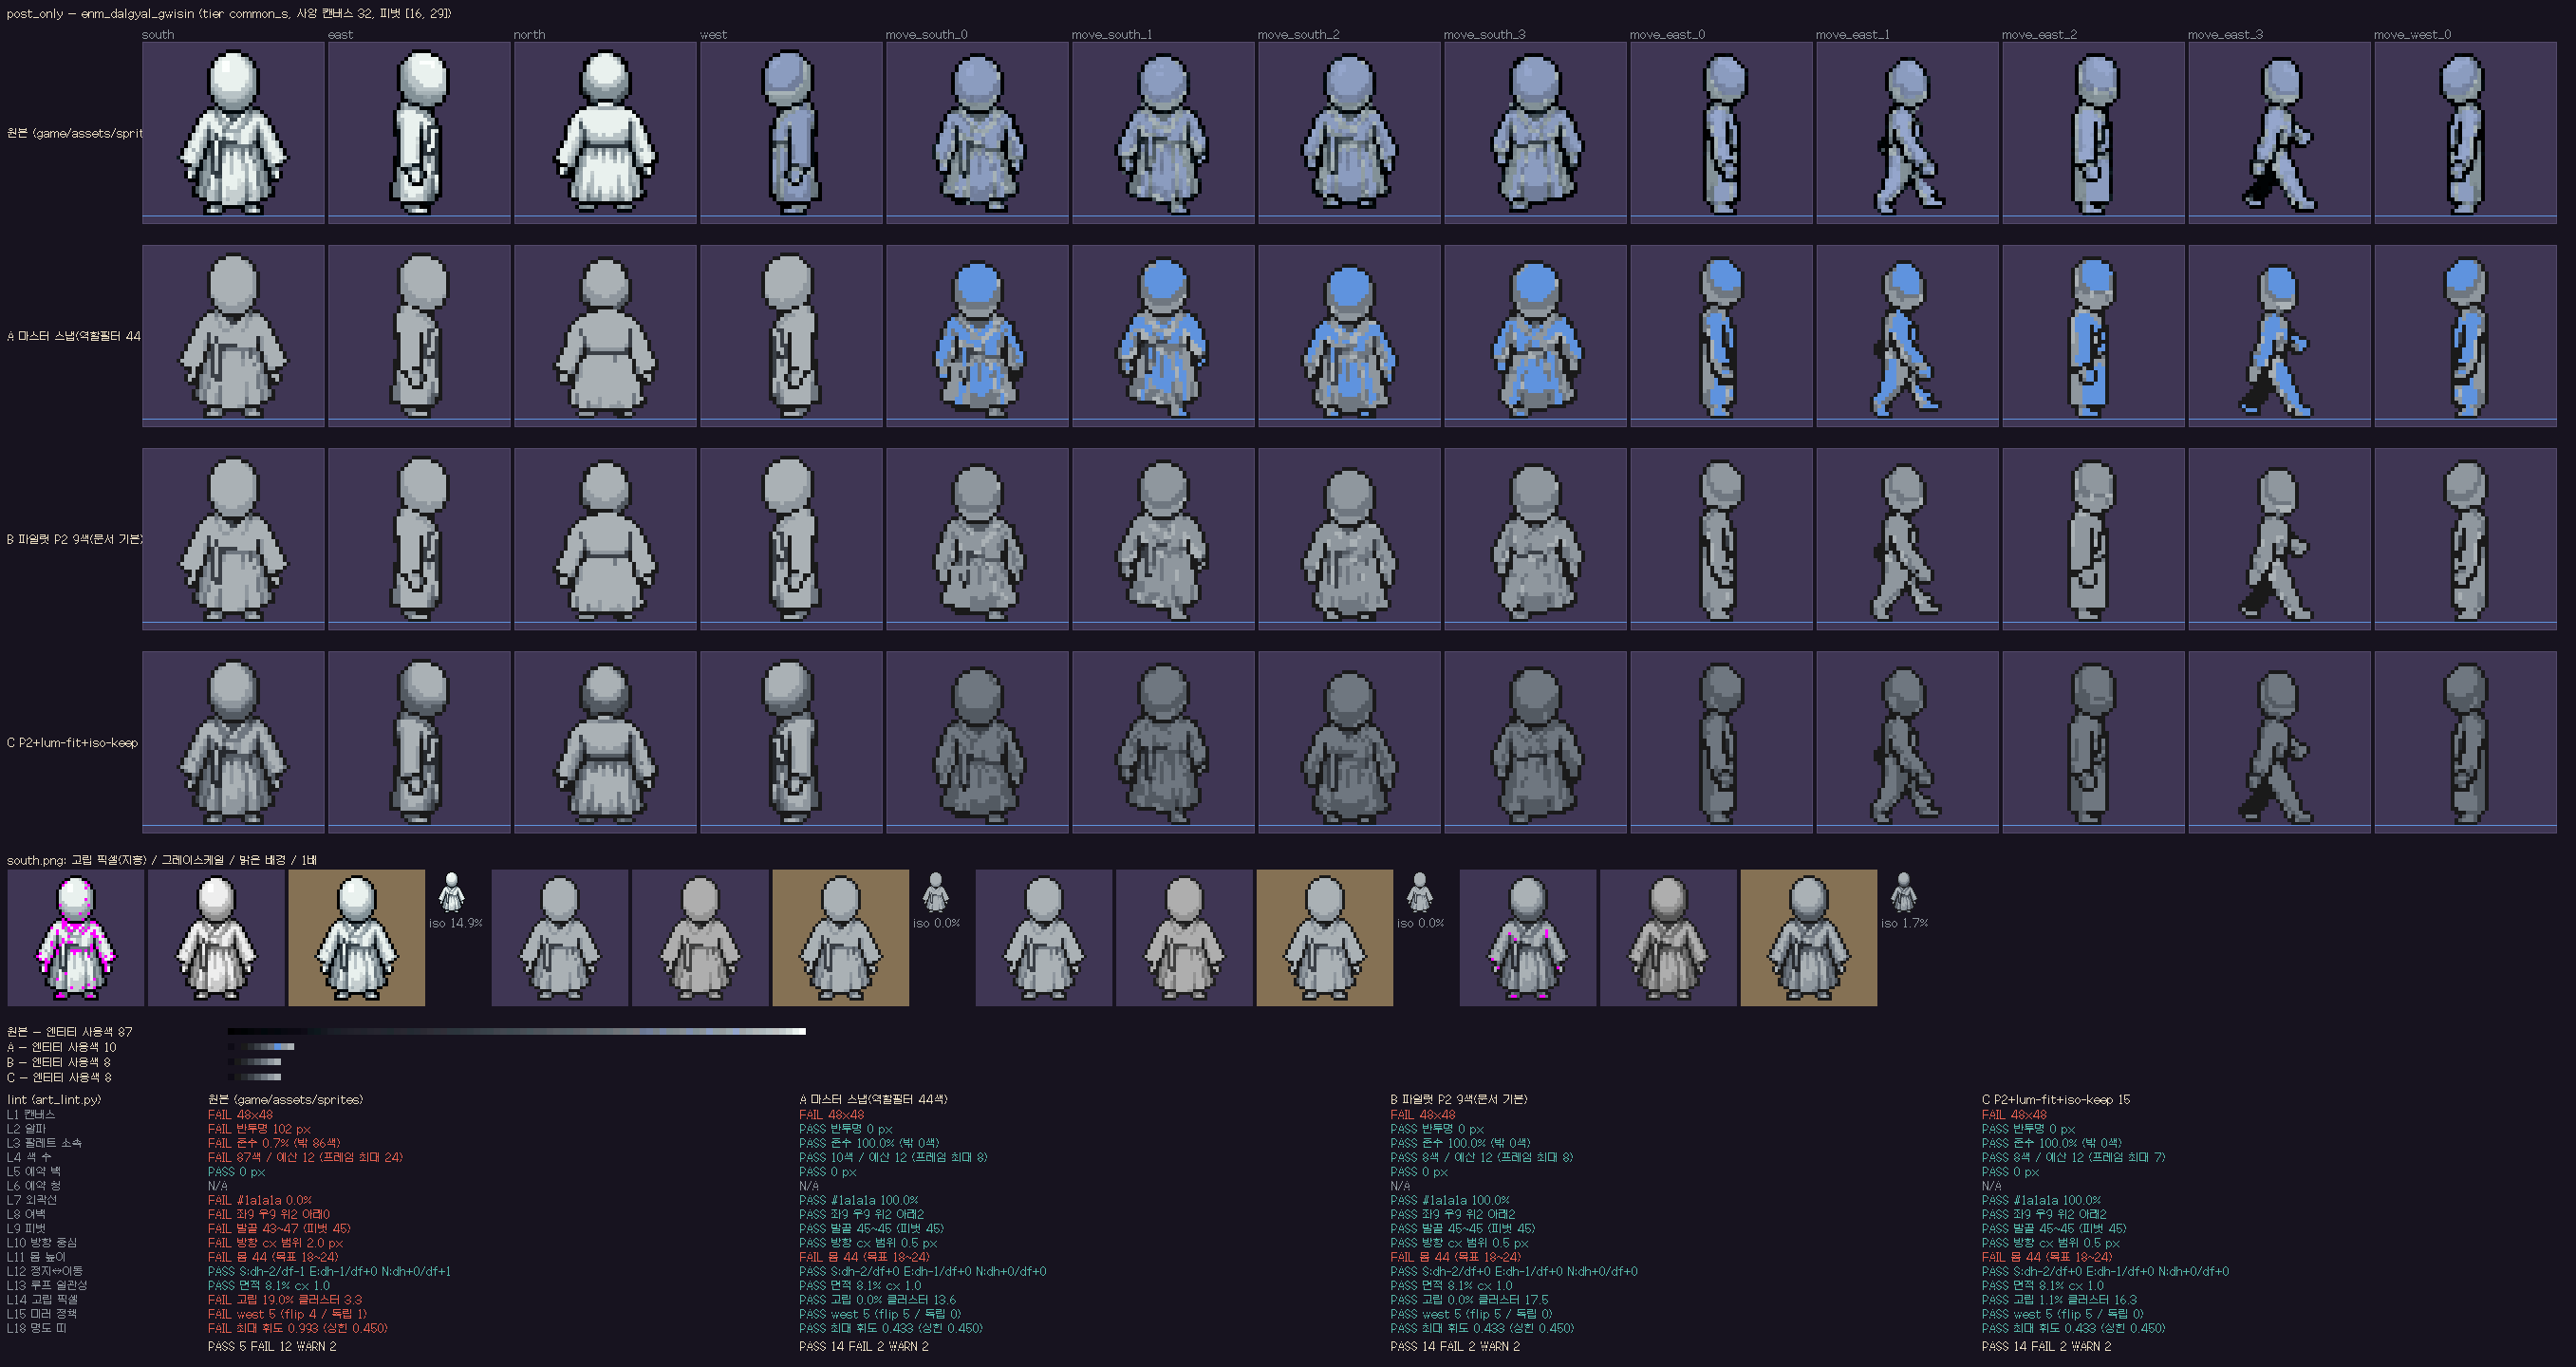 post_only — enm_dalgyal_gwisin (tier common_s, 사양 캔버스 32, 피벗 [16, 29])
south east north west move_south_0 move_south_1 move_south_2 move_south_3 move_east_0 move_east_1 move_east_2 move_east_3 move_west_0
원본 (game/assets/sprit
A 마스터 스냅(역할필터 44
B 파일럿 P2 9색(문서 기본)
C P2+lum-fit+iso-keep
south.png: 고립 픽셀(자홍) / 그레이스케일 / 밝은 배경 / 1배
iso 14.9% iso 0.0% iso 0.0% iso 1.7%
원본 — 엔티티 사용색 87
A — 엔티티 사용색 10
B — 엔티티 사용색 8
C — 엔티티 사용색 8
lint (art_lint.py) 원본 (game/assets/sprites) A 마스터 스냅(역할필터 44색) B 파일럿 P2 9색(문서 기본) C P2+lum-fit+iso-keep 15
L1 캔버스 FAIL 48x48 FAIL 48x48 FAIL 48x48 FAIL 48x48
L2 알파 FAIL 반투명 102 px PASS 반투명 0 px PASS 반투명 0 px PASS 반투명 0 px
L3 팔레트 소속 FAIL 준수 0.7% (밖 86색) PASS 준수 100.0% (밖 0색) PASS 준수 100.0% (밖 0색) PASS 준수 100.0% (밖 0색)
L4 색 수 FAIL 87색 / 예산 12 (프레임 최대 24) PASS 10색 / 예산 12 (프레임 최대 8) PASS 8색 / 예산 12 (프레임 최대 8) PASS 8색 / 예산 12 (프레임 최대 7)
L5 예약 백 PASS 0 px PASS 0 px PASS 0 px PASS 0 px
L6 예약 청 N/A N/A N/A N/A
L7 외곽선 FAIL #1a1a1a 0.0% PASS #1a1a1a 100.0% PASS #1a1a1a 100.0% PASS #1a1a1a 100.0%
L8 여백 FAIL 좌9 우9 위2 아래0 PASS 좌9 우9 위2 아래2 PASS 좌9 우9 위2 아래2 PASS 좌9 우9 위2 아래2
L9 피벗 FAIL 발끝 43~47 (피벗 45) PASS 발끝 45~45 (피벗 45) PASS 발끝 45~45 (피벗 45) PASS 발끝 45~45 (피벗 45)
L10 방향 중심 FAIL 방향 cx 범위 2.0 px PASS 방향 cx 범위 0.5 px PASS 방향 cx 범위 0.5 px PASS 방향 cx 범위 0.5 px
L11 몸 높이 FAIL 몸 44 (목표 18~24) FAIL 몸 44 (목표 18~24) FAIL 몸 44 (목표 18~24) FAIL 몸 44 (목표 18~24)
L12 정지↔이동 PASS S:dh-2/df-1 E:dh-1/df+0 N:dh+0/df+1 PASS S:dh-2/df+0 E:dh-1/df+0 N:dh+0/df+0 PASS S:dh-2/df+0 E:dh-1/df+0 N:dh+0/df+0 PASS S:dh-2/df+0 E:dh-1/df+0 N:dh+0/df+0
L13 루프 일관성 PASS 면적 8.1% cx 1.0 PASS 면적 8.1% cx 1.0 PASS 면적 8.1% cx 1.0 PASS 면적 8.1% cx 1.0
L14 고립 픽셀 FAIL 고립 19.0% 클러스터 3.3 PASS 고립 0.0% 클러스터 13.6 PASS 고립 0.0% 클러스터 17.5 PASS 고립 1.1% 클러스터 16.3
L15 미러 정책 FAIL west 5 (flip 4 / 독립 1) PASS west 5 (flip 5 / 독립 0) PASS west 5 (flip 5 / 독립 0) PASS west 5 (flip 5 / 독립 0)
L18 명도 띠 FAIL 최대 휘도 0.993 (상한 0.450) PASS 최대 휘도 0.433 (상한 0.450) PASS 최대 휘도 0.433 (상한 0.450) PASS 최대 휘도 0.433 (상한 0.450)
PASS 5 FAIL 12 WARN 2 PASS 14 FAIL 2 WARN 2 PASS 14 FAIL 2 WARN 2 PASS 14 FAIL 2 WARN 2